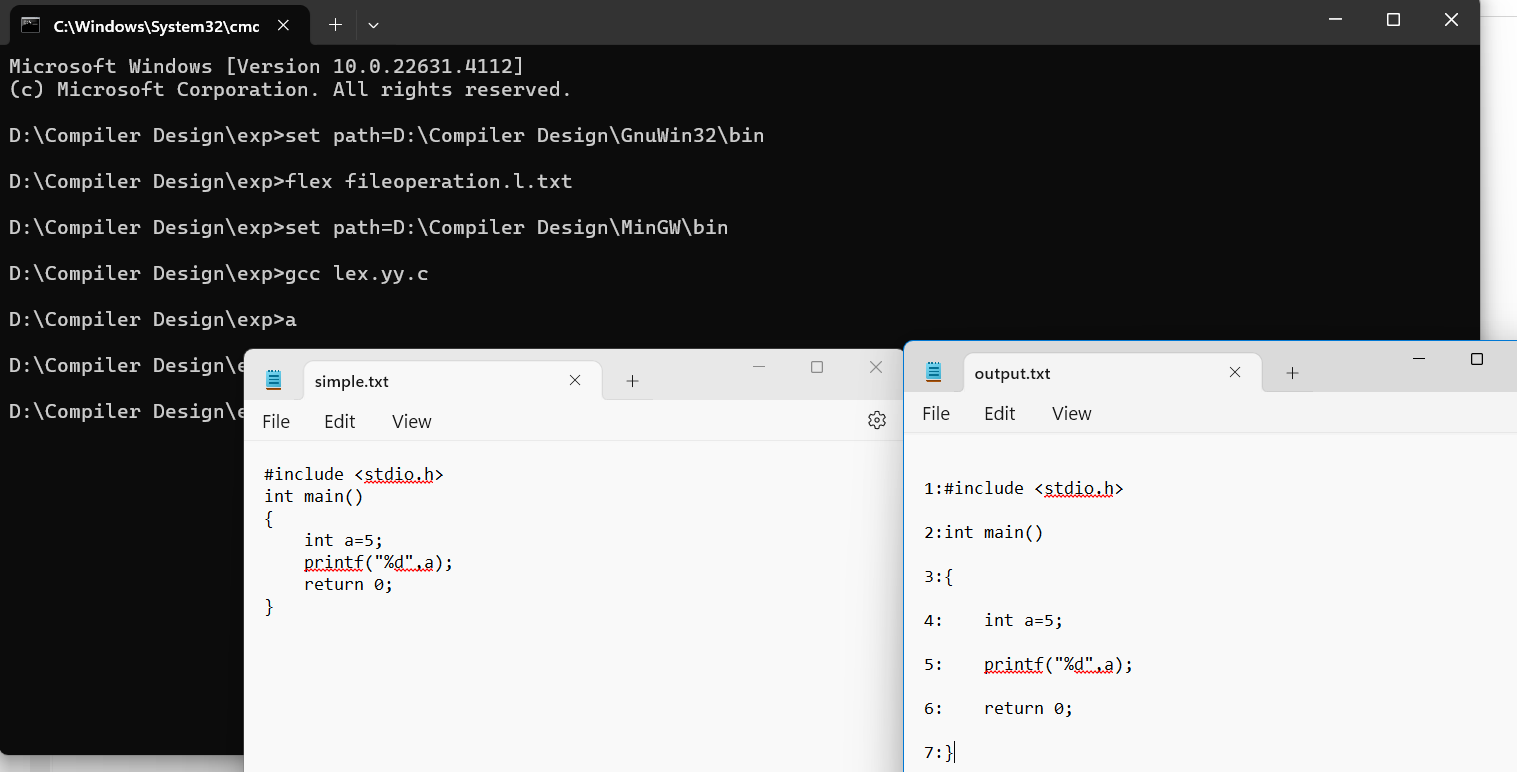 C:\Windows\System32\cmc
Microsoft Windows [Version 10.0.22631.4112]
(c) Microsoft Corporation. All rights reserved.
D:\Compiler Design\exp>set path=D:\Compiler Design\GnuWin32\bin
D:\Compiler Design\exp>flex fileoperation.l.txt
D:\Compiler Design\exp>set path=D:\Compiler Design\MinGW\bin
D:\Compiler Design\exp>gcc lex.yy.c
D:\Compiler Design\exp>a
D:\Compiler Design\e
D:\Compiler Design\e
simple.txt
File Edit View
#include <stdio.h>
int main()
{
    int a=5;
    printf("%d",a);
    return 0;
}
output.txt
File Edit View
1:#include <stdio.h>
2:int main()
3:{
4:    int a=5;
5:    printf("%d",a);
6:    return 0;
7:}